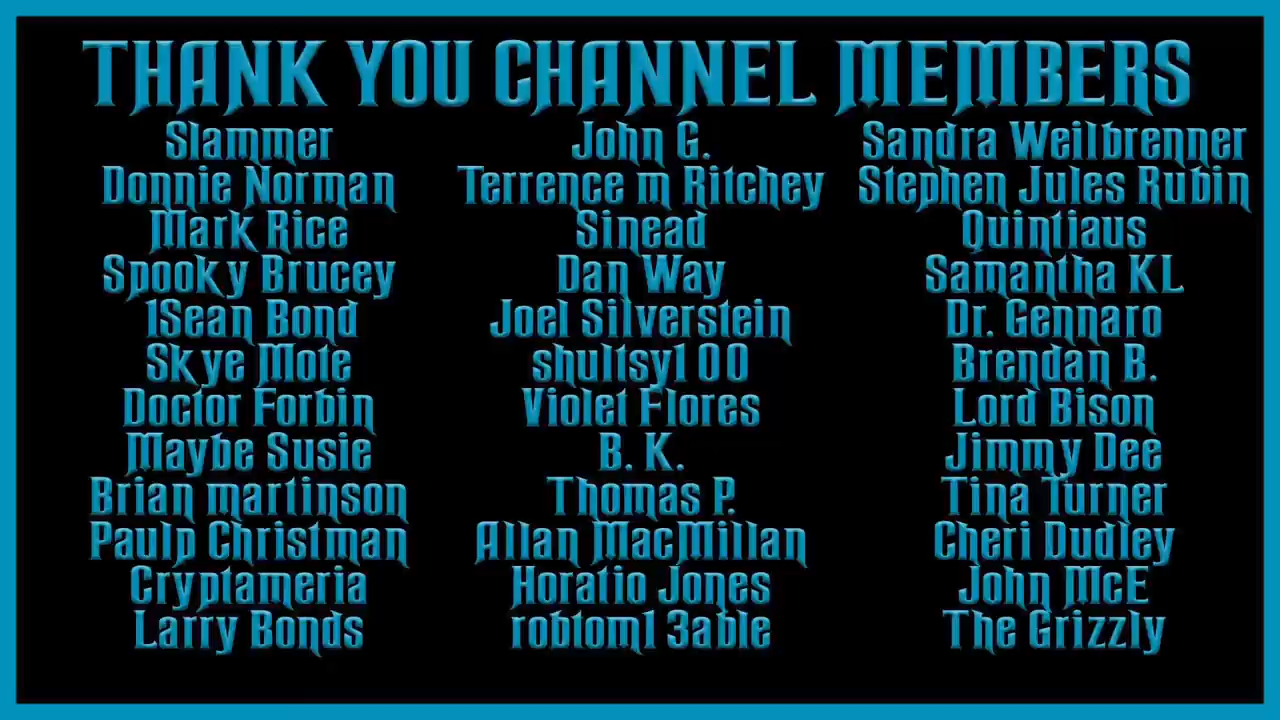 THANK YOU CHANNEL MEMBERS
Slammer
Donnie Norman
Mark Rice
Spooky Brucey
1Sean Bond
Skye Mote
Doctor Forbin
Maybe Susie
Brian martinson
Paulp Christman
Cryptameria
Larry Bonds
John G.
Terrence m Ritchey
Sinead
Dan Way
Joel Silverstein
shultsy100
Violet Flores
B. K.
Thomas P.
Allan MacMillan
Horatio Jones
robtom13able
Sandra Weilbrenner
Stephen Jules Rubin
Quintiaus
Samantha KL
Dr. Gennaro
Brendan B.
Lord Bison
Jimmy Dee
Tina Turner
Cheri Dudley
John McE
The Grizzly